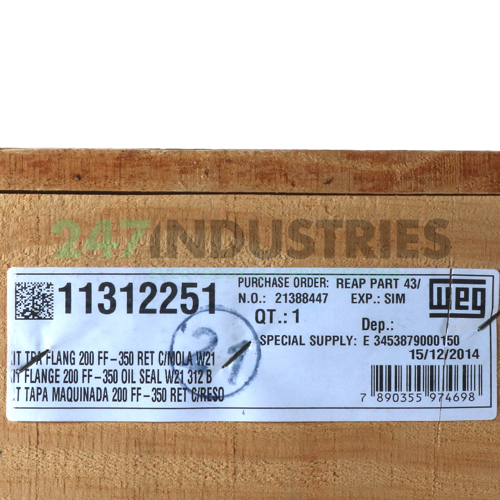 247INDUSTRIES
11312251
PURCHASE ORDER: REAP PART 43/
N.O.: 21388447 EXP.: SIM
QT.: 1
Dep.:
SPECIAL SUPPLY: E 3453879000150
15/12/2014
WEG
21
IT TPA FLANG 200 FF-350 RET C/MOLA W21
IT FLANGE 200 FF-350 OIL SEAL W21 312 B
IT TAPA MAQUINADA 200 FF-350 RET C/RESO
7 890355 974698